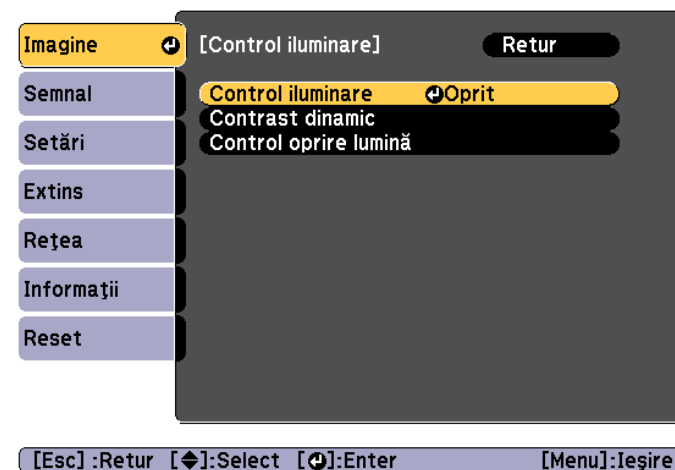 Imagine
[Control iluminare] Retur
Semnal
Control iluminare Oprit
Contrast dinamic
Setări
Control oprire lumină
Extins
Reţea
Informaţii
Reset
[Esc] :Retur []:Select []:Enter [Menu]:Ieşire